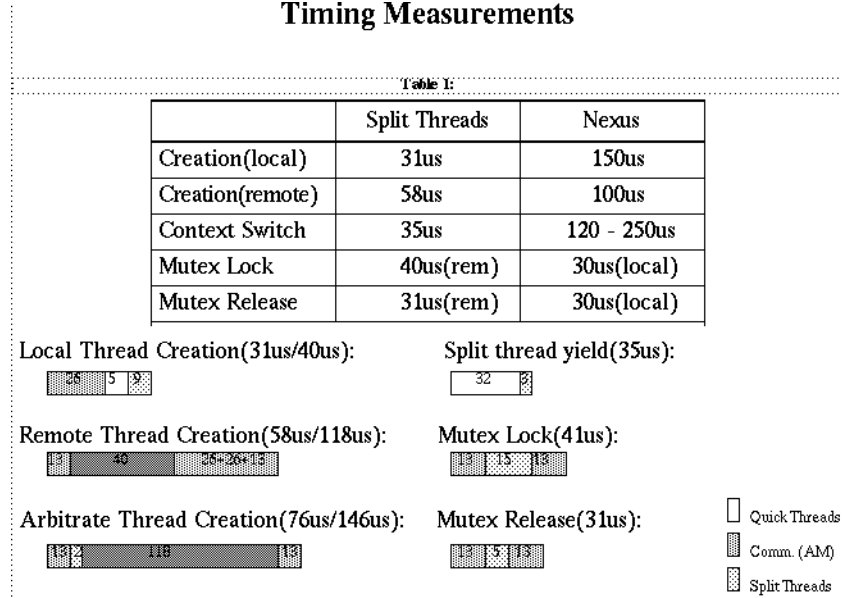 Timing Measurements
Table 1:
Split Threads Nexus
Creation(local) 31us 150us
Creation(remote) 58us 100us
Context Switch 35us 120 - 250us
Mutex Lock 40us(rem) 30us(local)
Mutex Release 31us(rem) 30us(local)
Local Thread Creation(31us/40us): Split thread yield(35us):
26 5 9 32 3
Remote Thread Creation(58us/118us): Mutex Lock(41us):
13 40 26+26+13 13 15 13
Arbitrate Thread Creation(76us/146us): Mutex Release(31us):
13 2 118 13 13 5 13
Quick Threads
Comm. (AM)
Split Threads